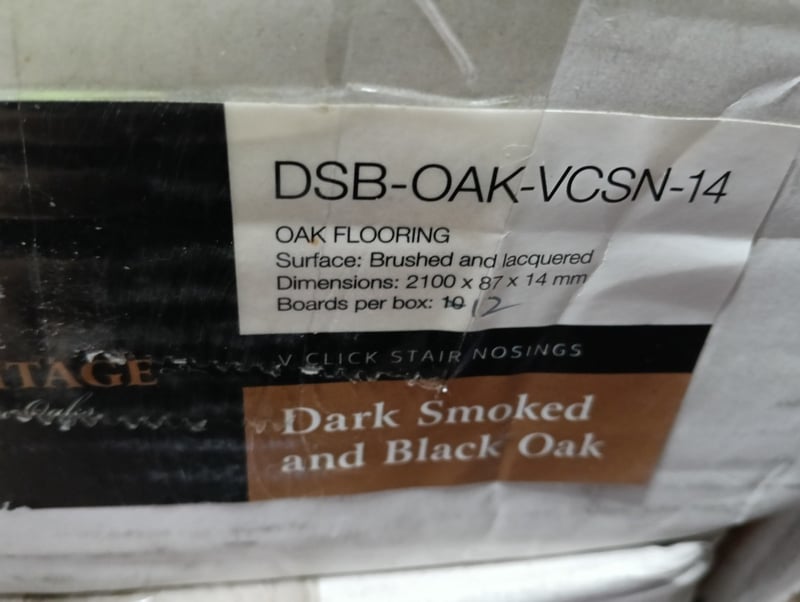 DSB-OAK-VCSN-14
OAK FLOORING
Surface: Brushed and lacquered
Dimensions: 2100 x 87 x 14 mm
Boards per box: 10 12
V CLICK STAIR NOSINGS
TAGE
Dark Smoked
and Black Oak